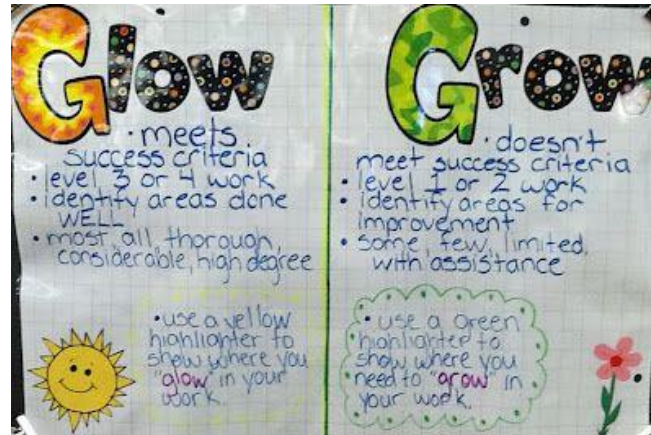 Glow
• meets
success criteria
• level 3 or 4 work
• identify areas done
WELL
• most, all, thorough,
considerable, high degree
• use a yellow
highlighter to
show where you
"glow" in your
work.
Grow
• doesn't
meet success criteria
• level 1 or 2 work
• identify areas for
improvement
• some, few, limited,
with assistance
• use a green
highlighter to
show where you
need to "grow" in
your work.